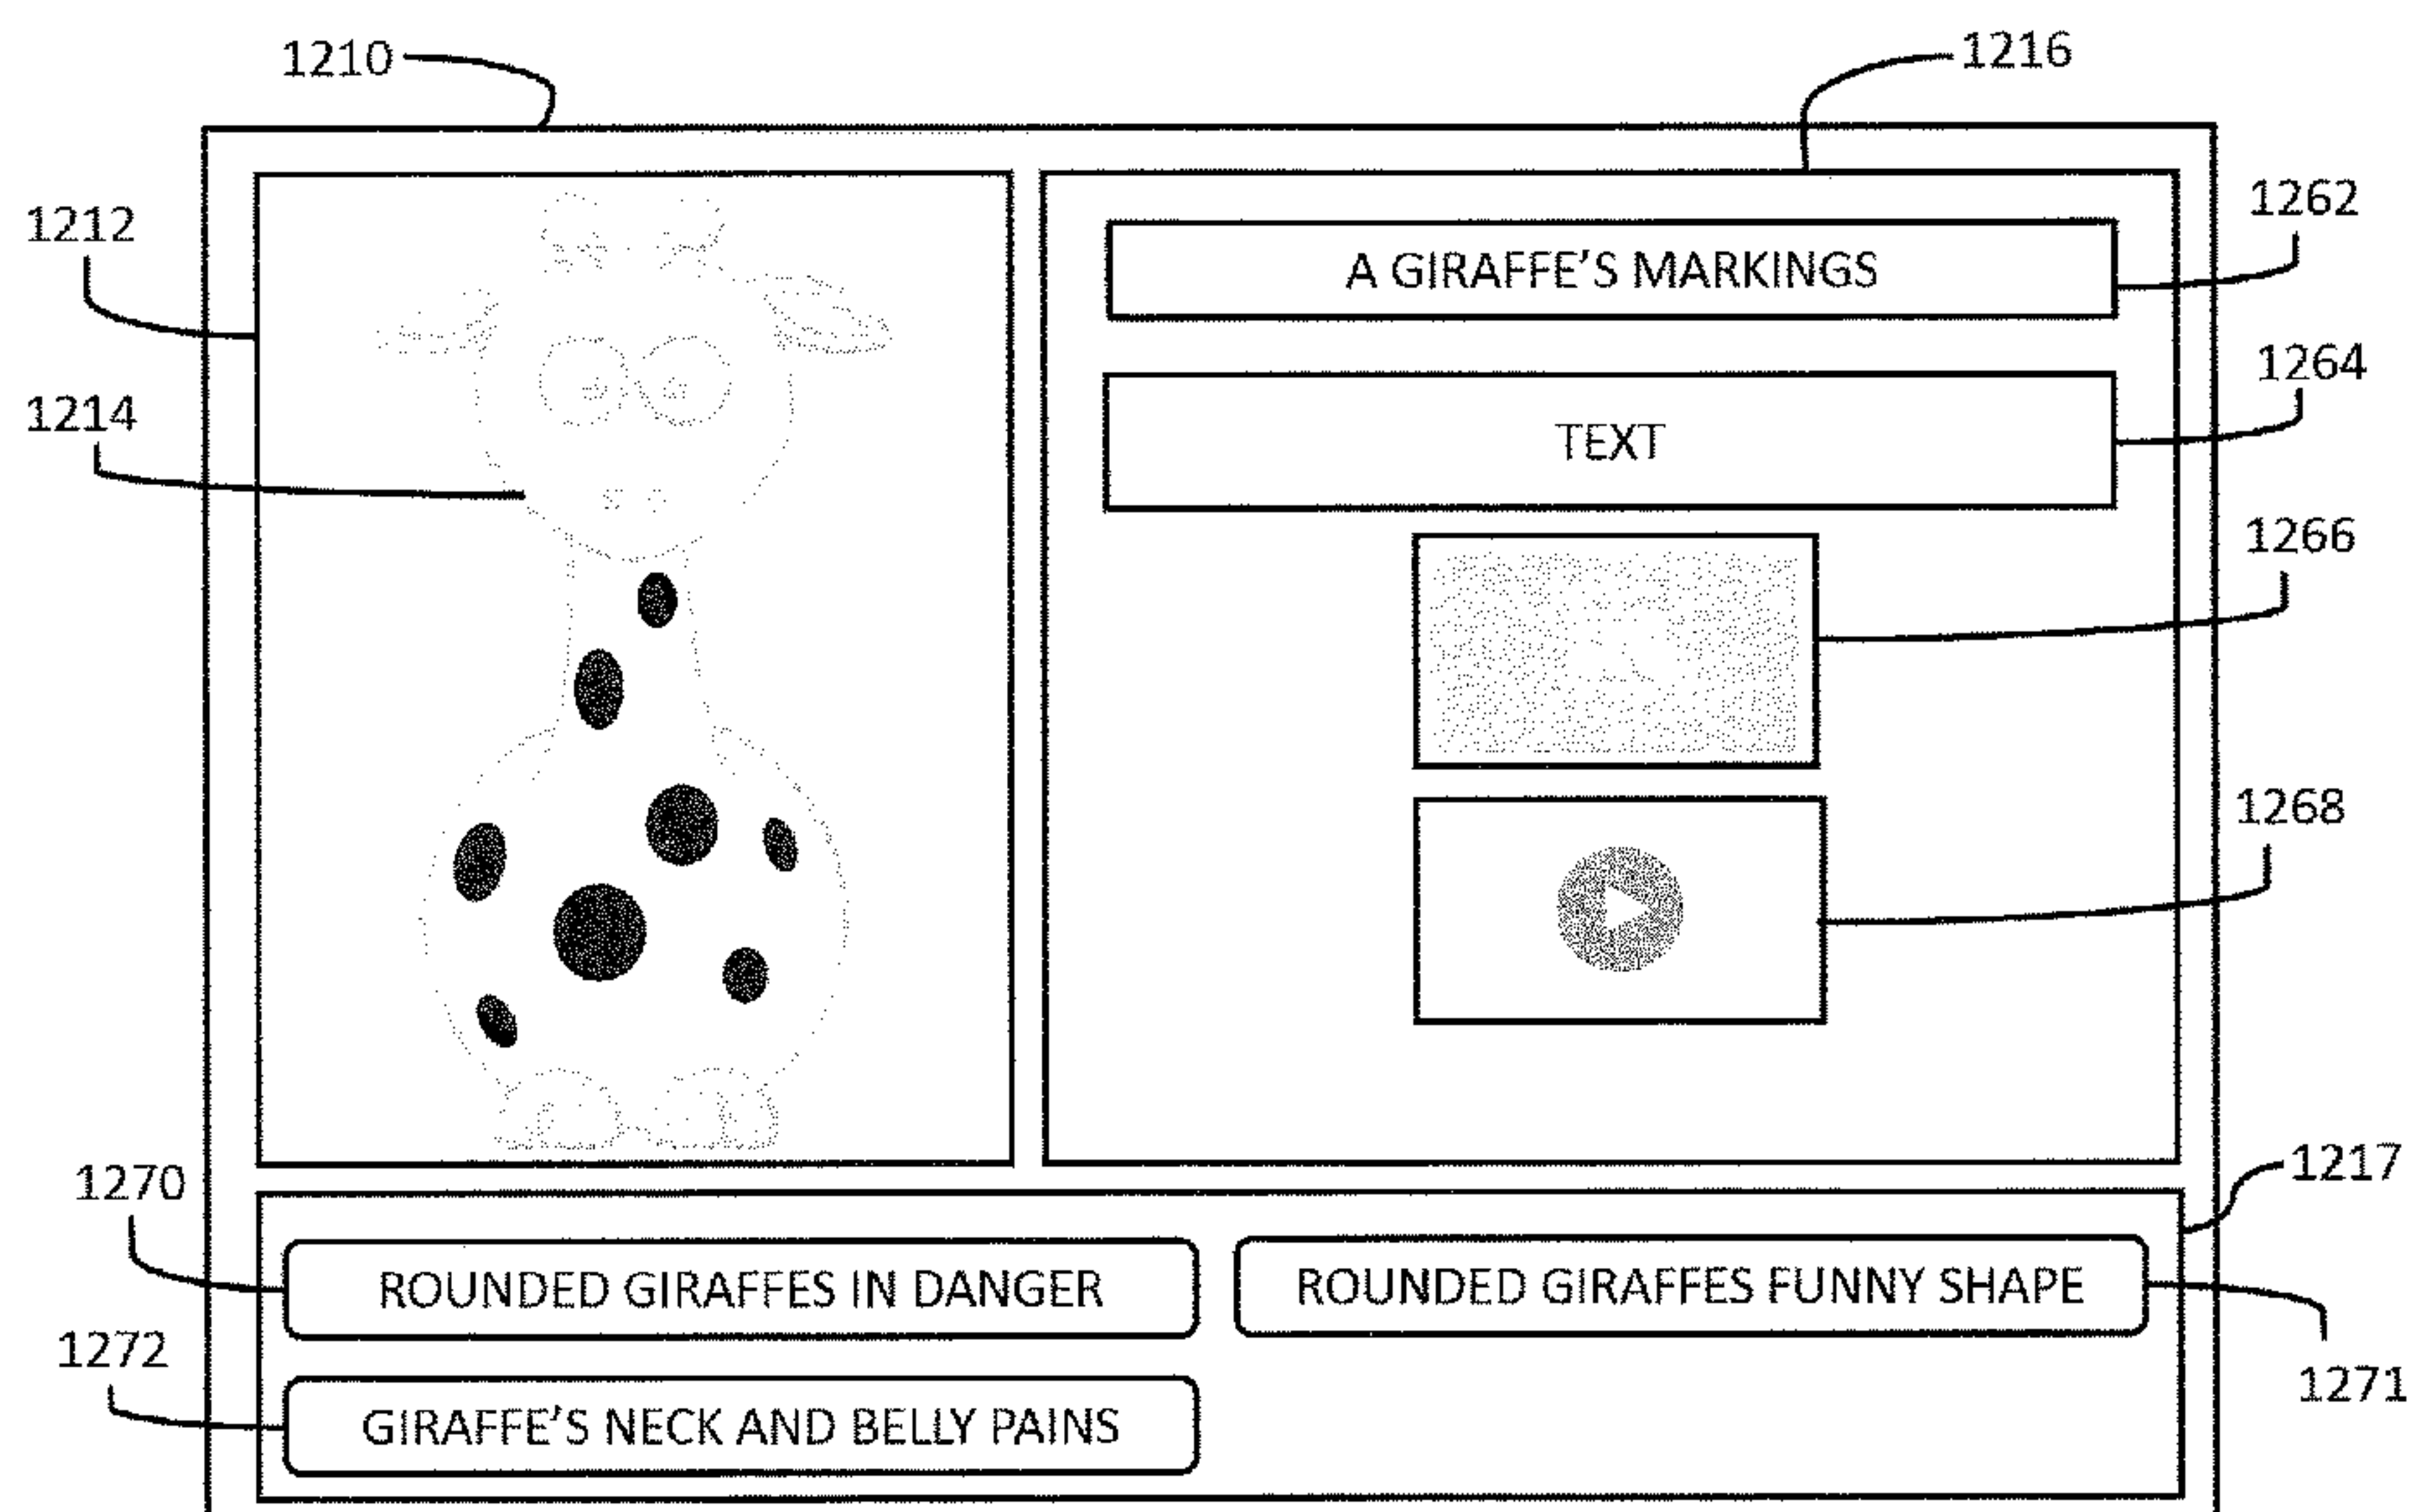 1210
1216
1212
1262
A GIRAFFE'S MARKINGS
1264
1214
TEXT
1266
1268
1217
1270
ROUNDED GIRAFFES IN DANGER
ROUNDED GIRAFFES FUNNY SHAPE
1272
1271
GIRAFFE'S NECK AND BELLY PAINS